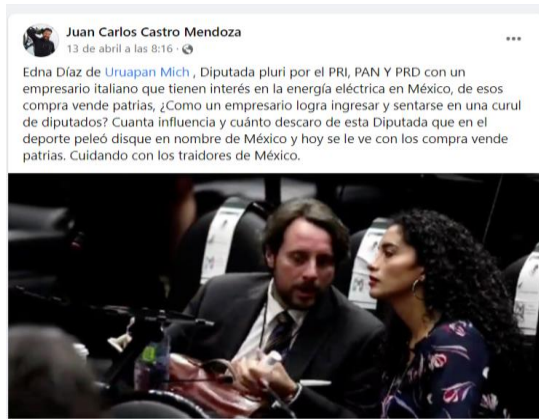 Juan Carlos Castro Mendoza
13 de abril a las 8:16 ·
Edna Díaz de Uruapan Mich , Diputada pluri por el PRI, PAN Y PRD con un
empresario italiano que tienen interés en la energía eléctrica en México, de esos
compra vende patrias, ¿Como un empresario logra ingresar y sentarse en una curul
de diputados? Cuanta influencia y cuánto descaro de esta Diputada que en el
deporte peleó disque en nombre de México y hoy se le ve con los compra vende
patrias. Cuidando con los traidores de México.